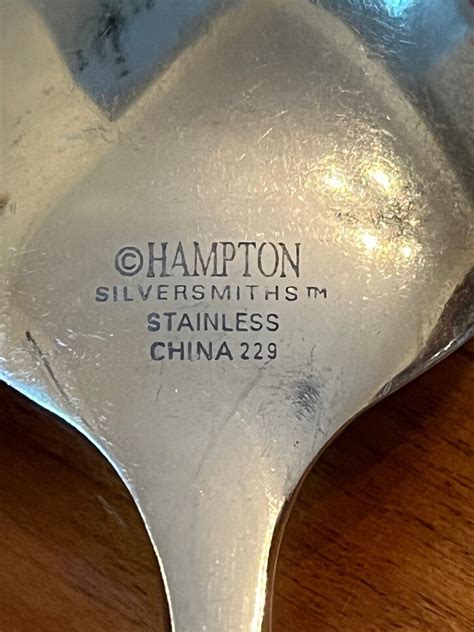 ©HAMPTON
SILVERSMITHS™
STAINLESS
CHINA 229